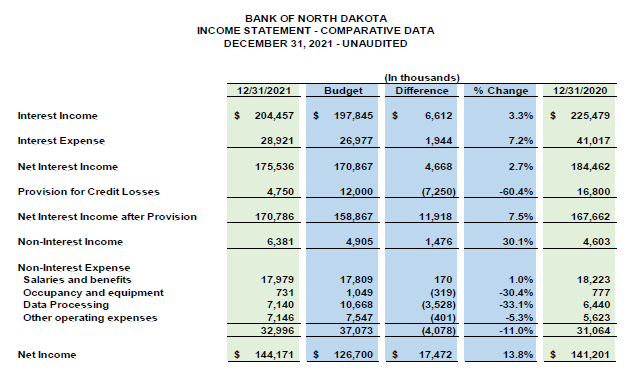 BANK OF NORTH DAKOTA
INCOME STATEMENT - COMPARATIVE DATA
DECEMBER 31, 2021 - UNAUDITED
(In thousands)
12/31/2021 Budget Difference % Change 12/31/2020
Interest Income $ 204,457 $ 197,845 $ 6,612 3.3% $ 225,479
Interest Expense 28,921 26,977 1,944 7.2% 41,017
Net Interest Income 175,536 170,867 4,668 2.7% 184,462
Provision for Credit Losses 4,750 12,000 (7,250) -60.4% 16,800
Net Interest Income after Provision 170,786 158,867 11,918 7.5% 167,662
Non-Interest Income 6,381 4,905 1,476 30.1% 4,603
Non-Interest Expense
Salaries and benefits 17,979 17,809 170 1.0% 18,223
Occupancy and equipment 731 1,049 (319) -30.4% 777
Data Processing 7,140 10,668 (3,528) -33.1% 6,440
Other operating expenses 7,146 7,547 (401) -5.3% 5,623
32,996 37,073 (4,078) -11.0% 31,064
Net Income $ 144,171 $ 126,700 $ 17,472 13.8% $ 141,201